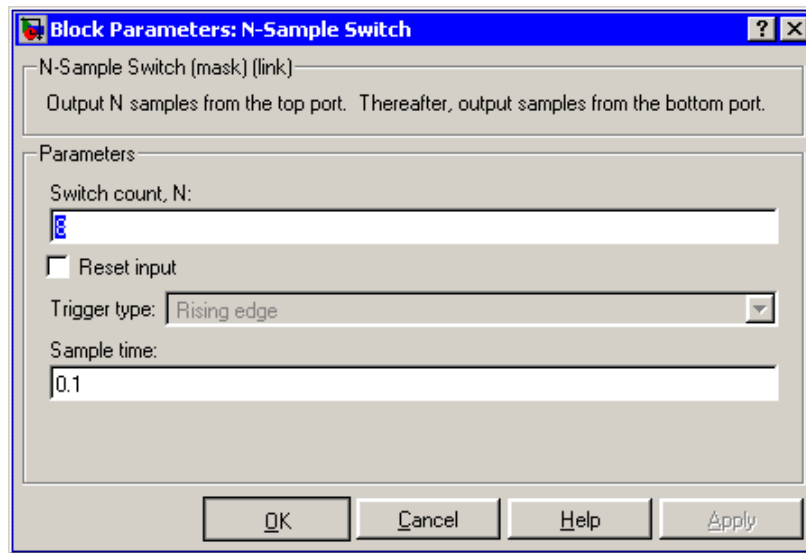 Block Parameters: N-Sample Switch
N-Sample Switch (mask) (link)
Output N samples from the top port. Thereafter, output samples from the bottom port.
Parameters
Switch count, N:
8
Reset input
Trigger type: Rising edge
Sample time:
0.1
OK Cancel Help Apply